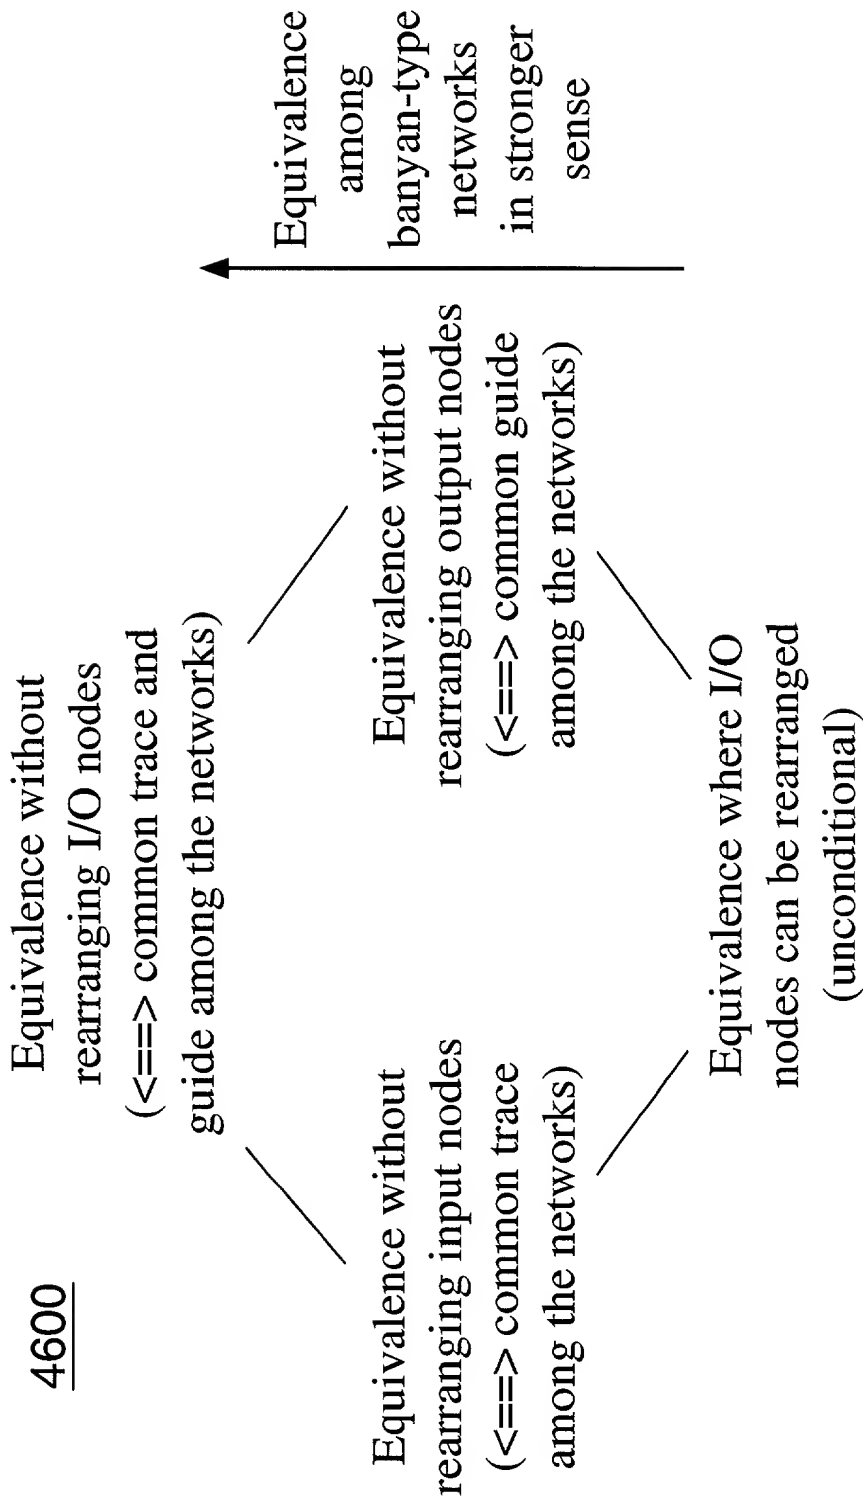 4600
Equivalence without
rearranging I/O nodes
(<==> common trace and
guide among the networks)
Equivalence without
rearranging input nodes
(<==> common trace
among the networks)
Equivalence without
rearranging output nodes
(<==> common guide
among the networks)
Equivalence where I/O
nodes can be rearranged
(unconditional)
Equivalence
among
banyan-type
networks
in stronger
sense